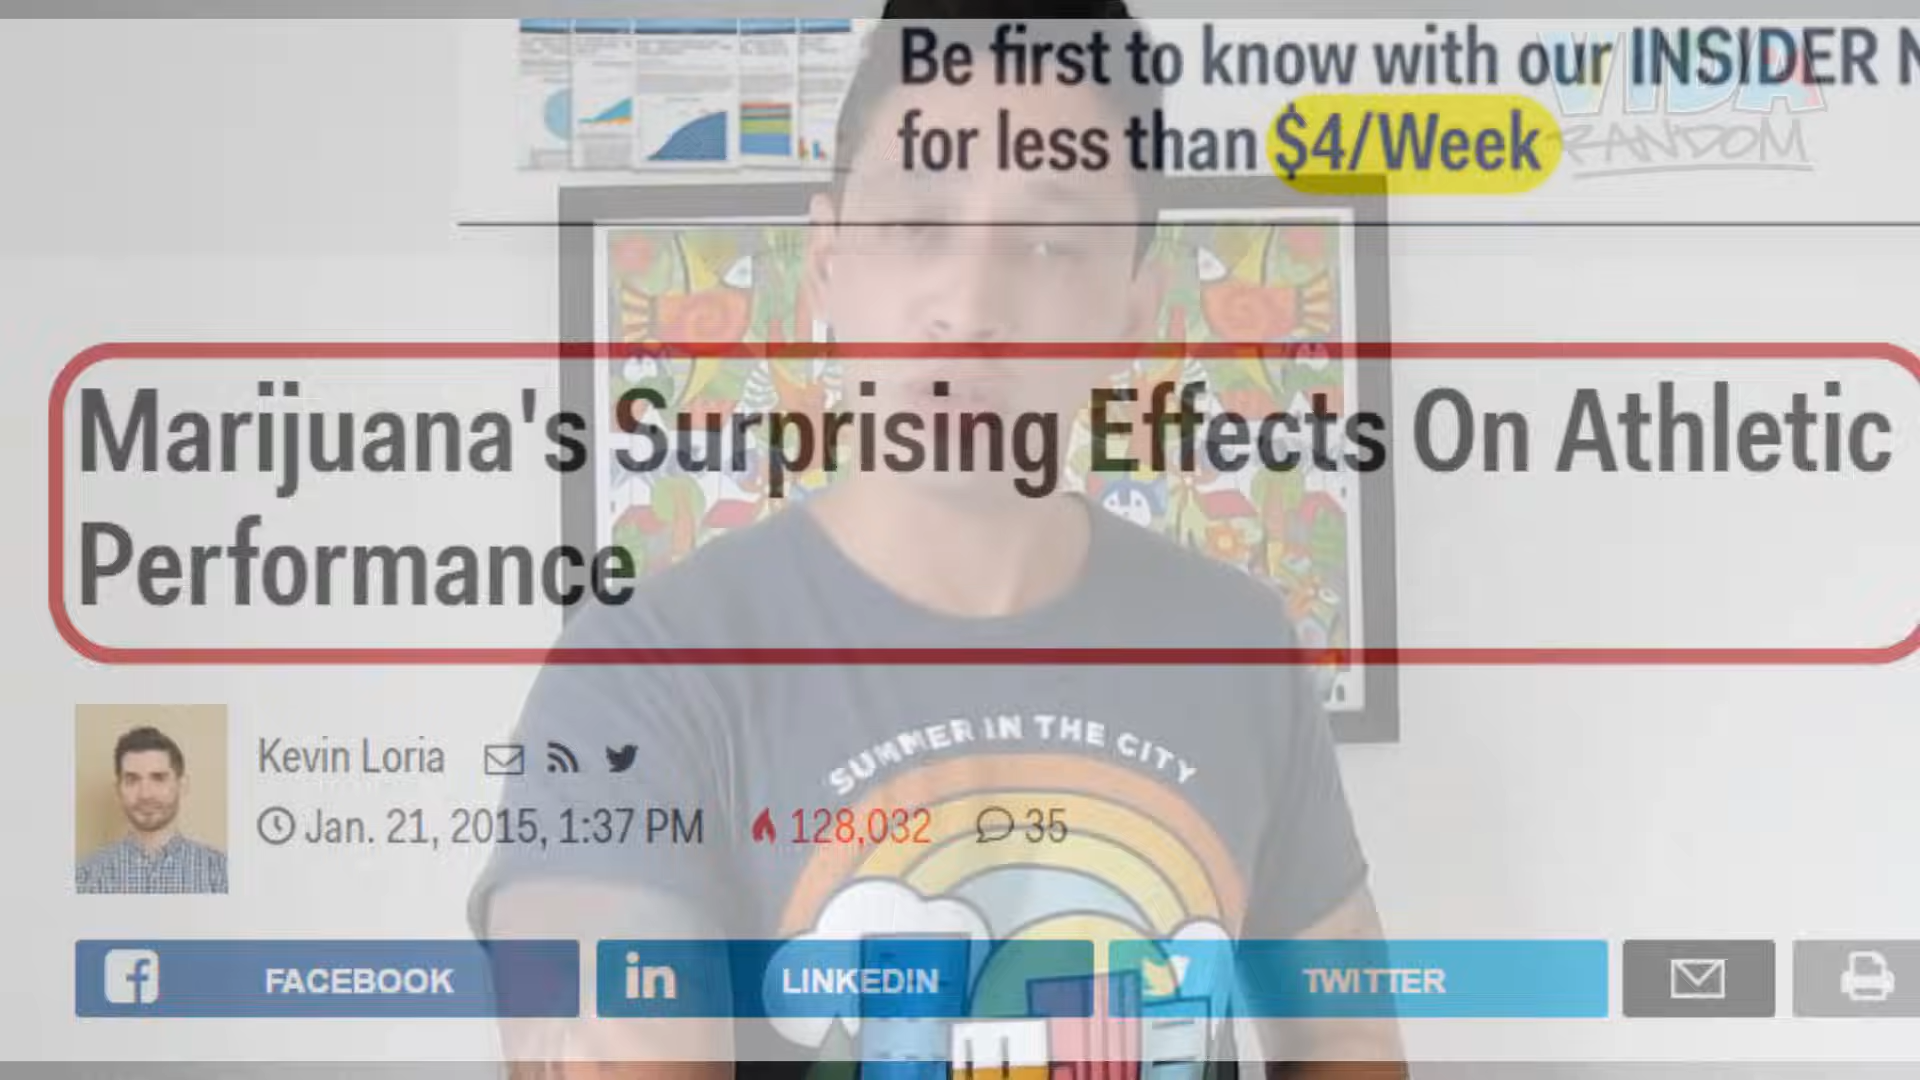 Be first to know with our INSIDER N
for less than $4/Week
VIDA
RANDOM
Marijuana's Surprising Effects On Athletic
Performance
Kevin Loria
Jan. 21, 2015, 1:37 PM 128,032 35
SUMMER IN THE CITY
FACEBOOK in LINKEDIN TWITTER